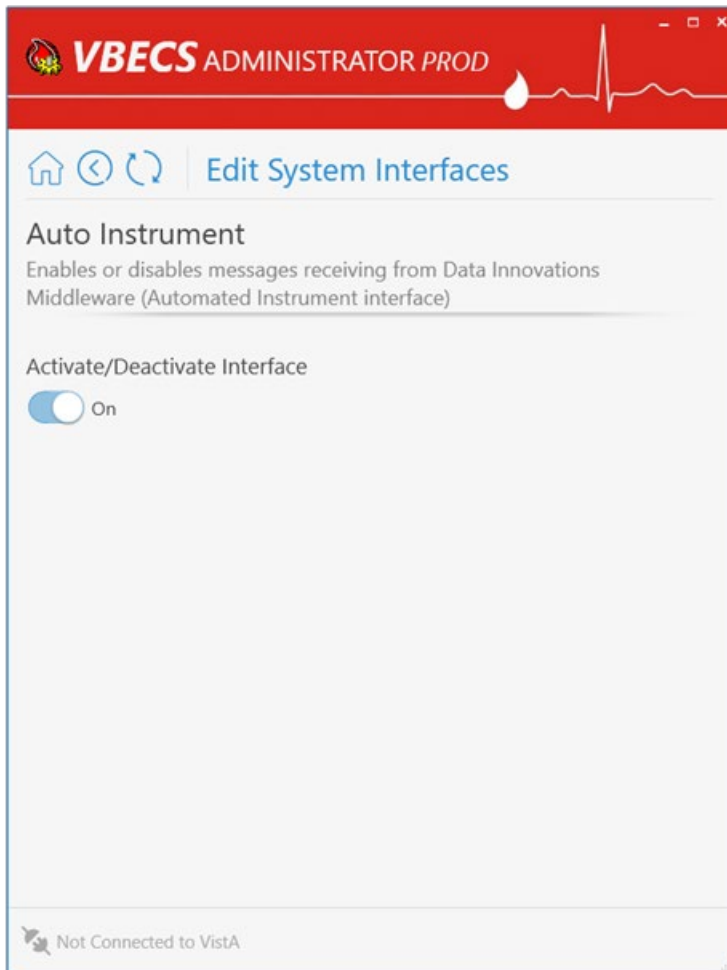 VBECS ADMINISTRATOR PROD
Edit System Interfaces
Auto Instrument
Enables or disables messages receiving from Data Innovations
Middleware (Automated Instrument interface)
Activate/Deactivate Interface
On
Not Connected to VistA